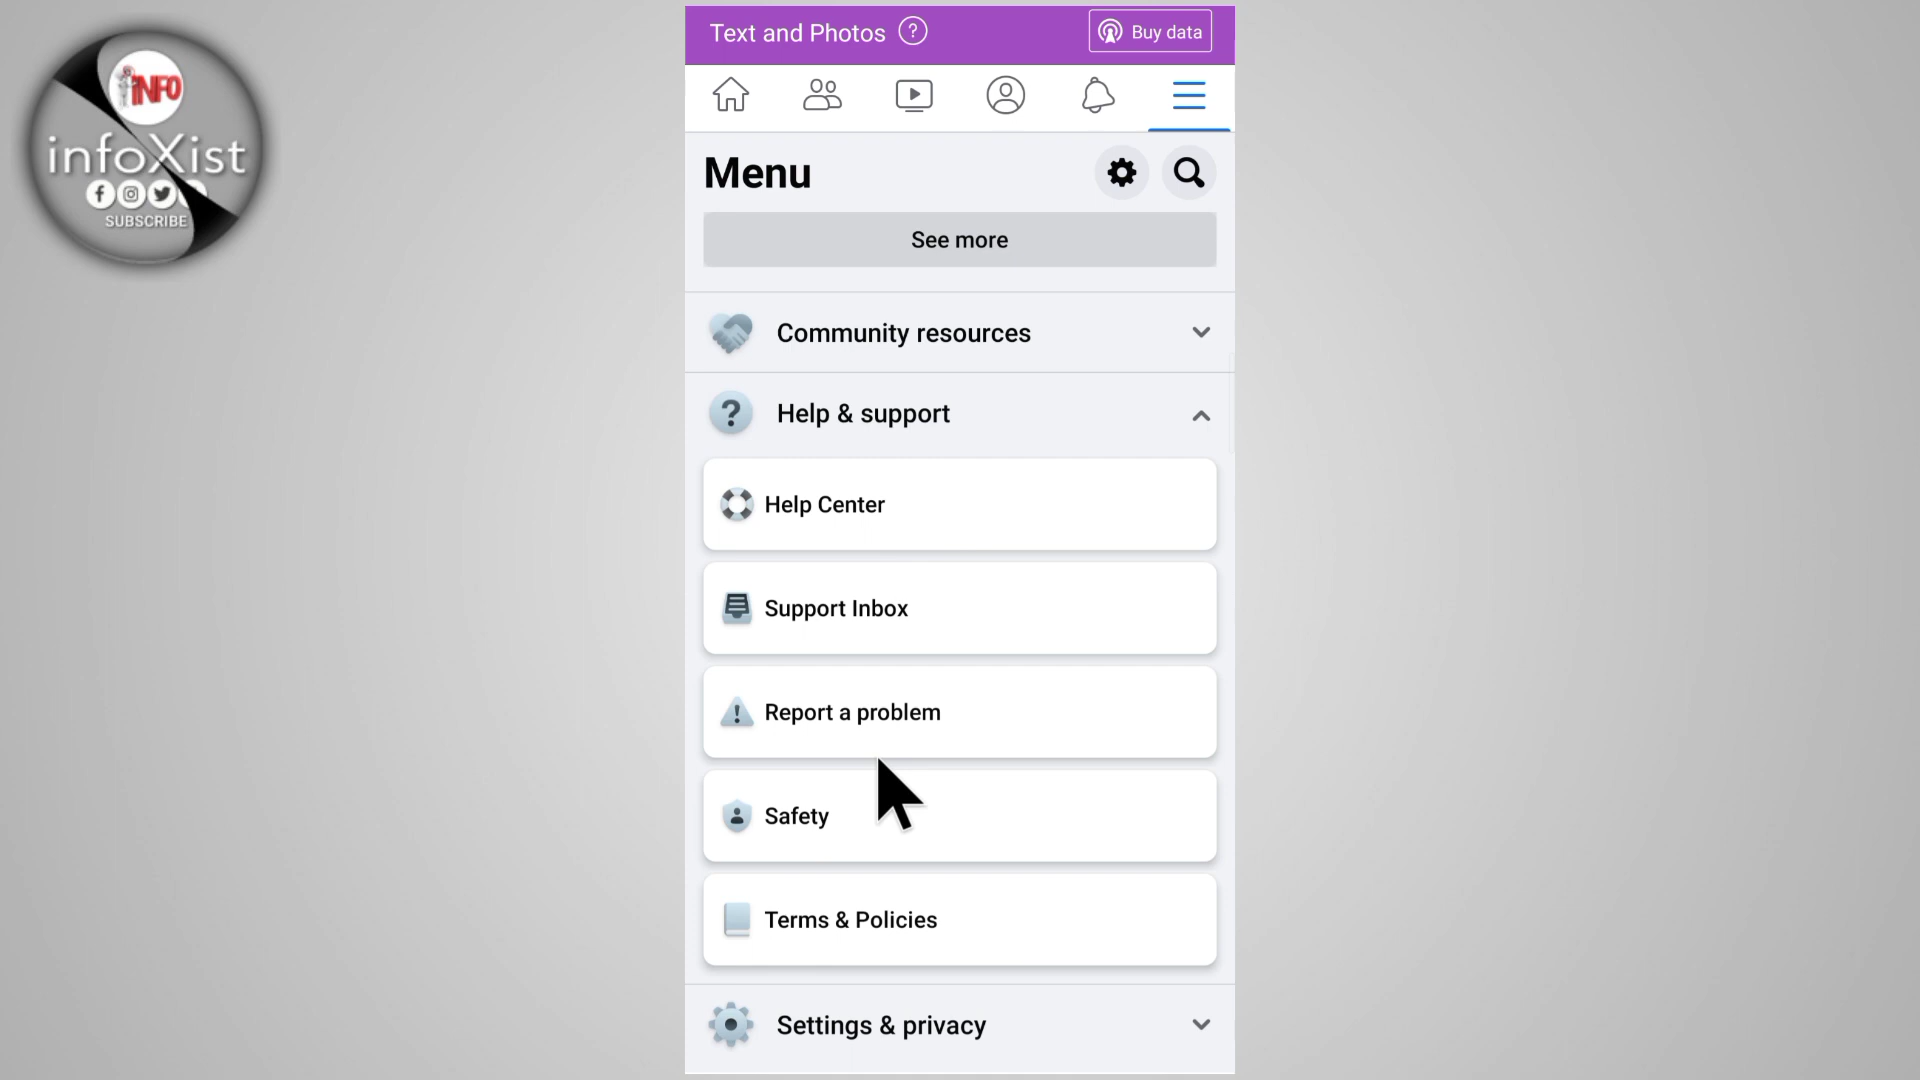 INFO
infoXist
SUBSCRIBE
Text and Photos
Buy data
Menu
See more
Community resources
Help & support
Help Center
Support Inbox
Report a problem
Safety
Terms & Policies
Settings & privacy